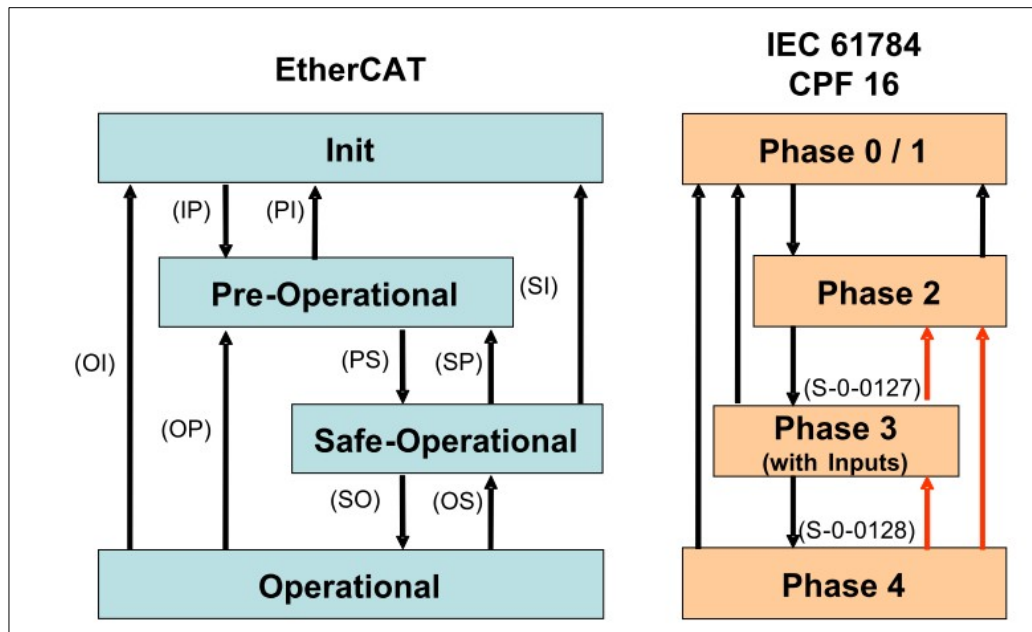 EtherCAT
Init
(IP)
(PI)
Pre-Operational
(SI)
(OI)
(PS)
(SP)
(OP)
Safe-Operational
(SO)
(OS)
Operational
IEC 61784
CPF 16
Phase 0 / 1
Phase 2
(S-0-0127)
Phase 3
(with Inputs)
(S-0-0128)
Phase 4